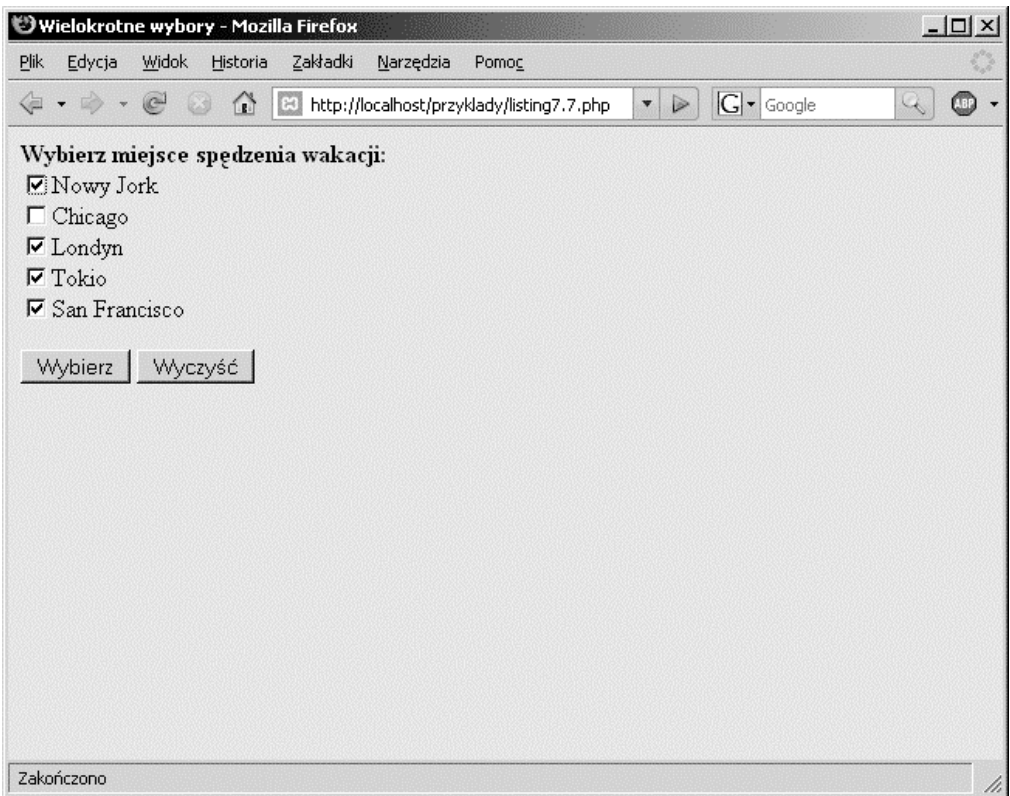 Wielokrotne wybory - Mozilla Firefox
Plik Edycja Widok Historia Zakładki Narzędzia Pomoc
http://localhost/przyklady/listing7.7.php G Google ABP
Wybierz miejsce spędzenia wakacji:
Nowy Jork
Chicago
Londyn
Tokio
San Francisco
Wybierz Wyczyść
Zakończono